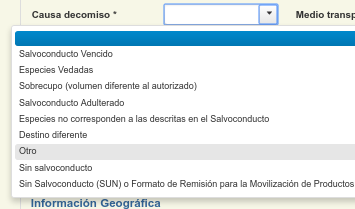 Causa decomiso * Medio transp
Salvoconducto Vencido
Especies Vedadas
Sobrecupo (volumen diferente al autorizado)
Salvoconducto Adulterado
Especies no corresponden a las descritas en el Salvoconducto
Destino diferente
Otro
Sin salvoconducto
Sin Salvoconducto (SUN) o Formato de Remisión para la Movilización de Productos
Información Geográfica